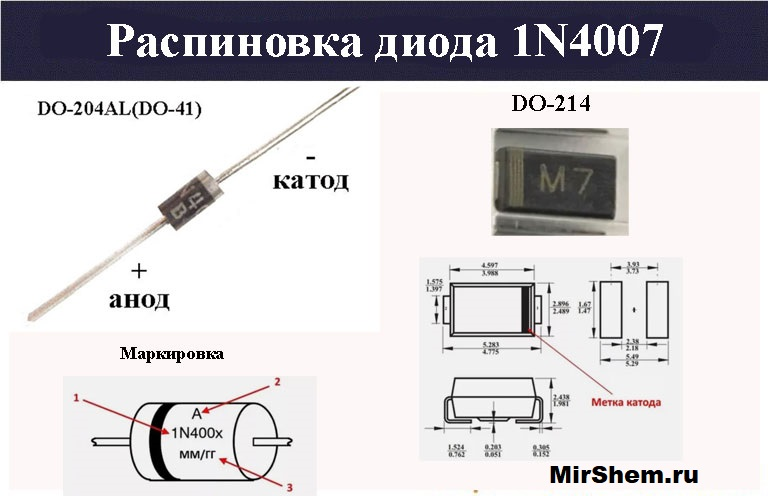 Распиновка диода 1N4007
DO-204AL(DO-41)
-
катод
+
анод
DO-214
M7
Маркировка
1
2
A
1N400x
мм/гг
3
4.597
3.988
1.575
1.397
2.896
2.489
5.283
4.775
3.93
3.73
1.67
1.47
+
2.38
2.18
5.49
5.29
Метка катода
2.438
1.981
1.524
0.762
0.203
0.051
0.305
0.152
MirShem.ru